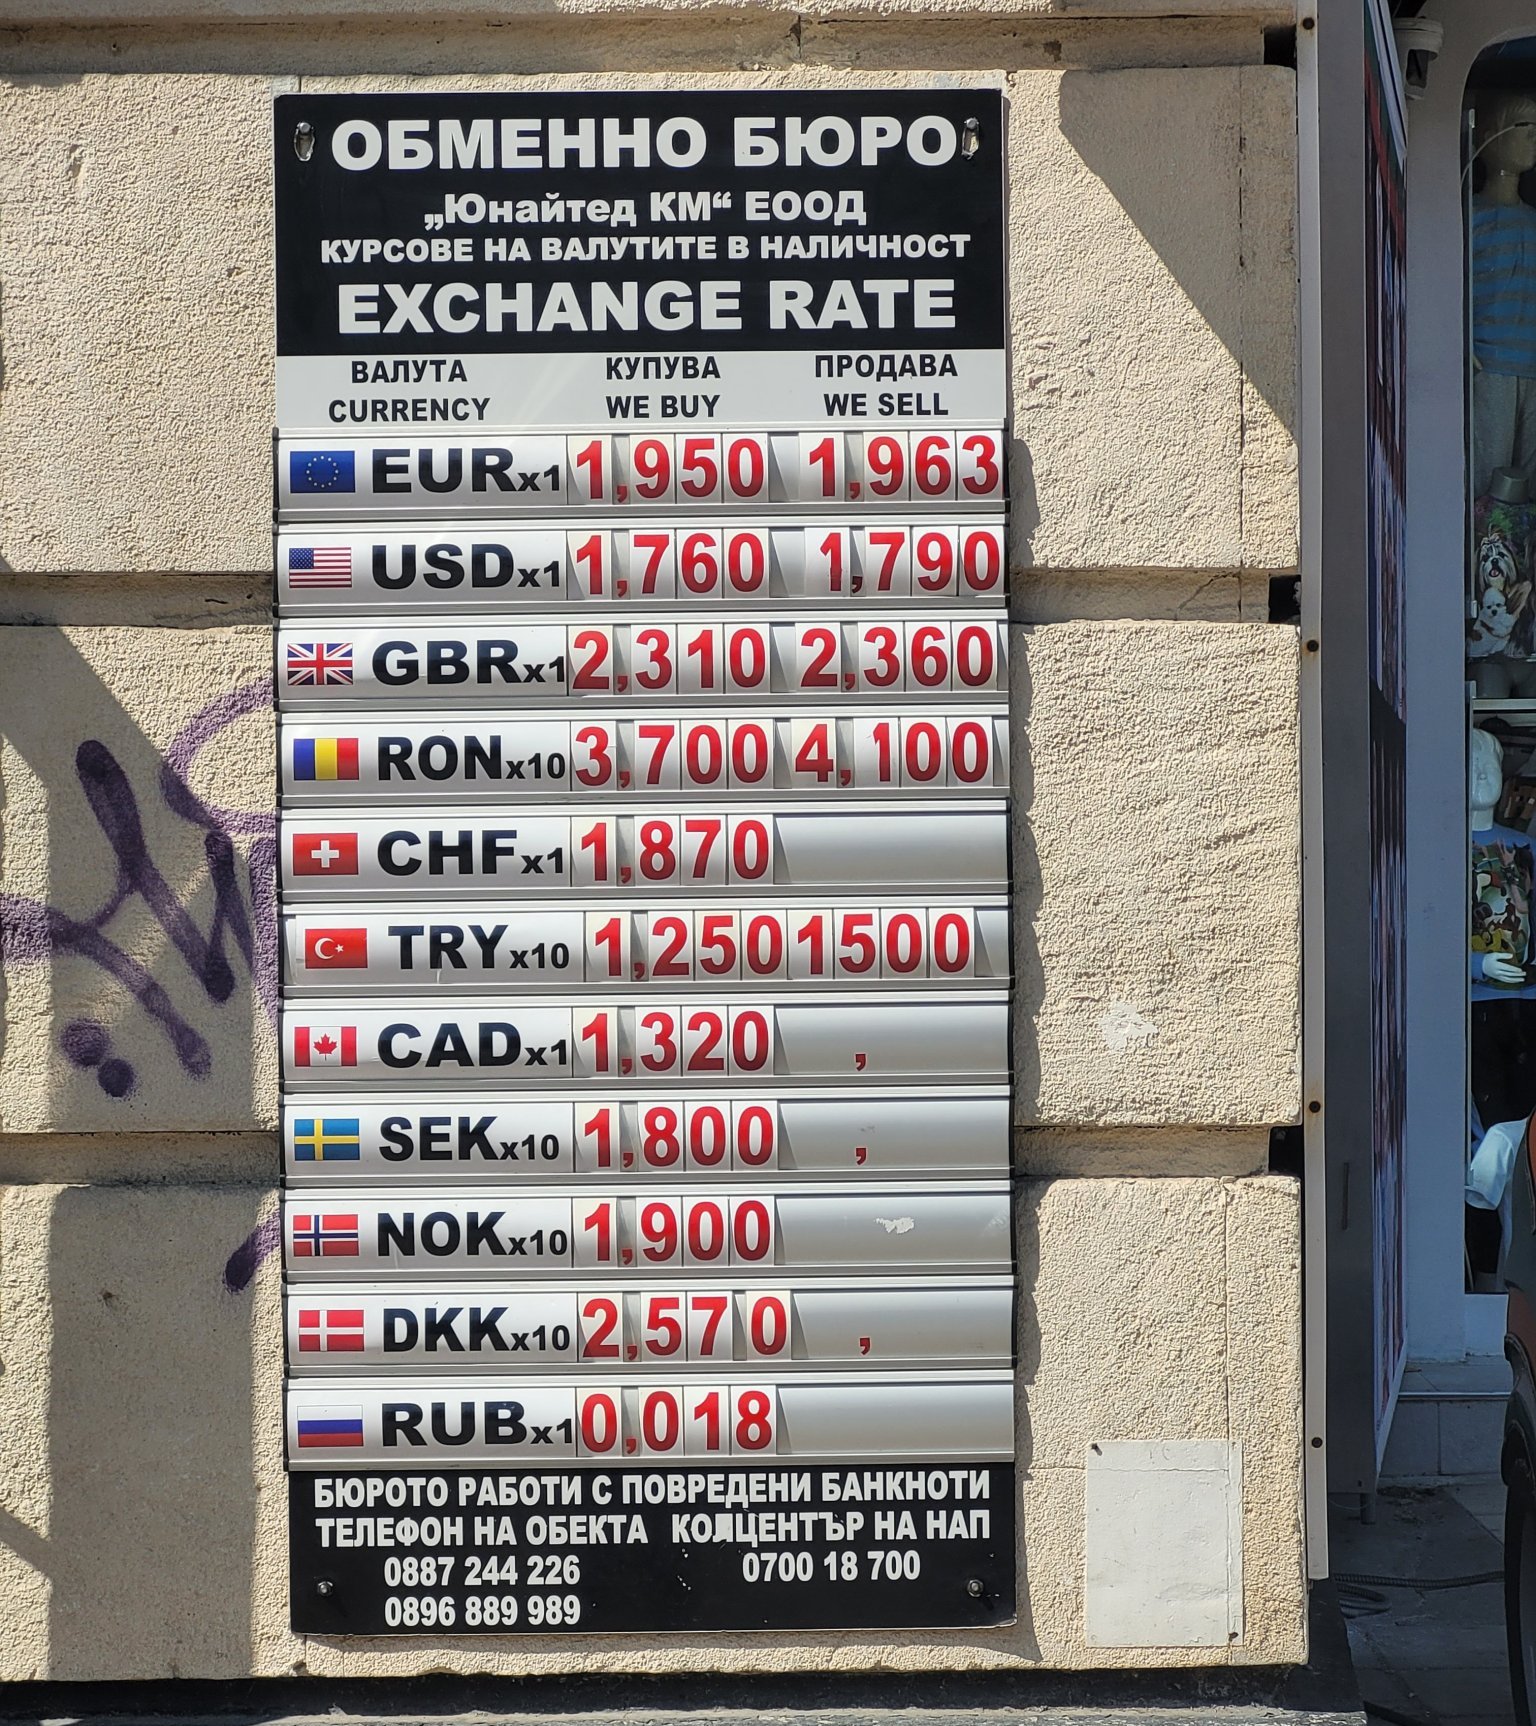 ОБМЕННО БЮРО
„Юнайтед КМ“ ЕООД
КУРСОВЕ НА ВАЛУТИТЕ В НАЛИЧНОСТ
EXCHANGE RATE
ВАЛУТА КУПУВА ПРОДАВА
CURRENCY WE BUY WE SELL
EURx1 1,950 1,963
USDx1 1,760 1,790
GBRx1 2,310 2,360
RONx10 3,700 4,100
CHFx1 1,870
TRYx10 1,250 1500
CADx1 1,320 ,
SEKx10 1,800 ,
NOKx10 1,900
DKKx10 2,570 ,
RUBx1 0,018
БЮРОТО РАБОТИ С ПОВРЕДЕНИ БАНКНОТИ
ТЕЛЕФОН НА ОБЕКТА КОЛЦЕНТЪР НА НАП
0887 244 226 0700 18 700
0896 889 989